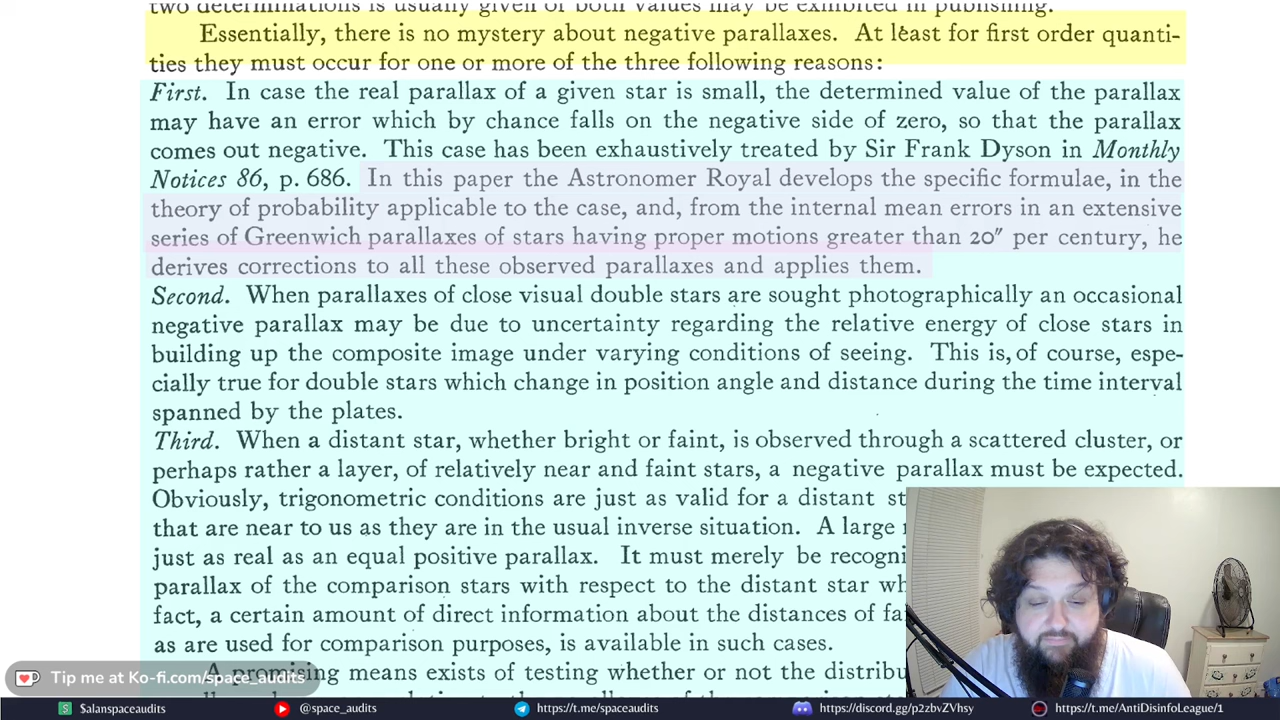 two determinations is usually given or both values may be exhibited in publishing.
Essentially, there is no mystery about negative parallaxes. At least for first order quanti-
ties they must occur for one or more of the three following reasons:
First. In case the real parallax of a given star is small, the determined value of the parallax
may have an error which by chance falls on the negative side of zero, so that the parallax
comes out negative. This case has been exhaustively treated by Sir Frank Dyson in Monthly
Notices 86, p. 686. In this paper the Astronomer Royal develops the specific formulae, in the
theory of probability applicable to the case, and, from the internal mean errors in an extensive
series of Greenwich parallaxes of stars having proper motions greater than 20″ per century, he
derives corrections to all these observed parallaxes and applies them.
Second. When parallaxes of close visual double stars are sought photographically an occasional
negative parallax may be due to uncertainty regarding the relative energy of close stars in
building up the composite image under varying conditions of seeing. This is, of course, espe-
cially true for double stars which change in position angle and distance during the time interval
spanned by the plates.
Third. When a distant star, whether bright or faint, is observed through a scattered cluster, or
perhaps rather a layer, of relatively near and faint stars, a negative parallax must be expected.
Obviously, trigonometric conditions are just as valid for a distant
that are near to us as they are in the usual inverse situation. A large
just as real as an equal positive parallax. It must merely be
parallax of the comparison stars with respect to the distant star
fact, a certain amount of direct information about the distances of
as are used for comparison purposes, is available in such cases.
A promising means exists of testing whether or not the
Tip me at Ko-fi.com/space_audits
$alanspaceaudits
@space_audits
https://t.me/spaceaudits
https://discord.gg/p2zbvZVhsy
https://t.me/AntiDisinfoLeague/1